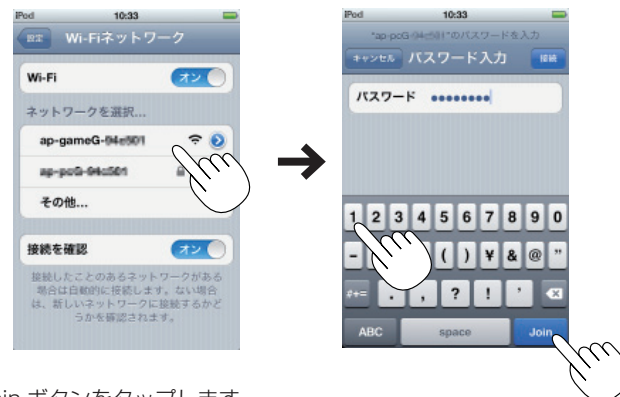 iPod 10:33
設定 Wi-Fiネットワーク
Wi-Fi オン
ネットワークを選択...
ap-gameG-
ap-pcG-
その他...
接続を確認 オン
接続したことのあるネットワークがある
場合は自動的に接続します。ない場合
は、新しいネットワークに接続するかど
うかを確認されます。
iPod 10:33
"ap-pcG- "のパスワードを入力
キャンセル パスワード入力 接続
パスワード ●●●●●●●●
1 2 3 4 5 6 7 8 9 0
- ( ) ¥ & @ "
#+= . , ? ! ' 
ABC space Join
ボタンをタップします